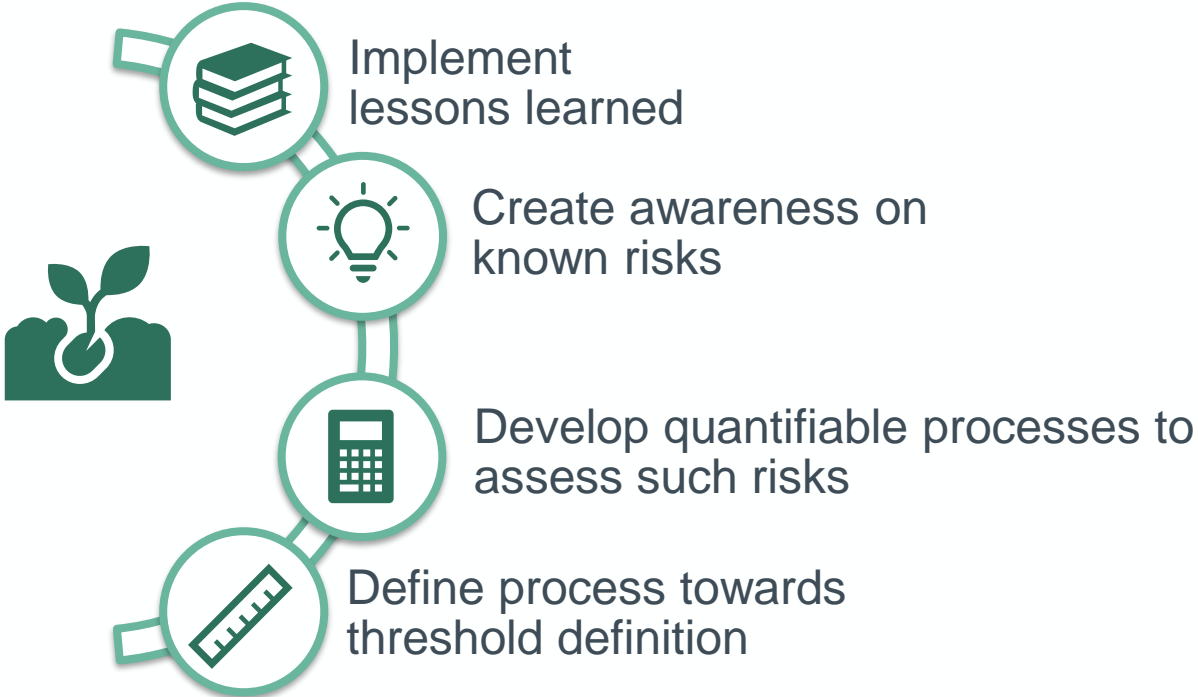 Implement
lessons learned
Create awareness on
known risks
Develop quantifiable processes to
assess such risks
Define process towards
threshold definition